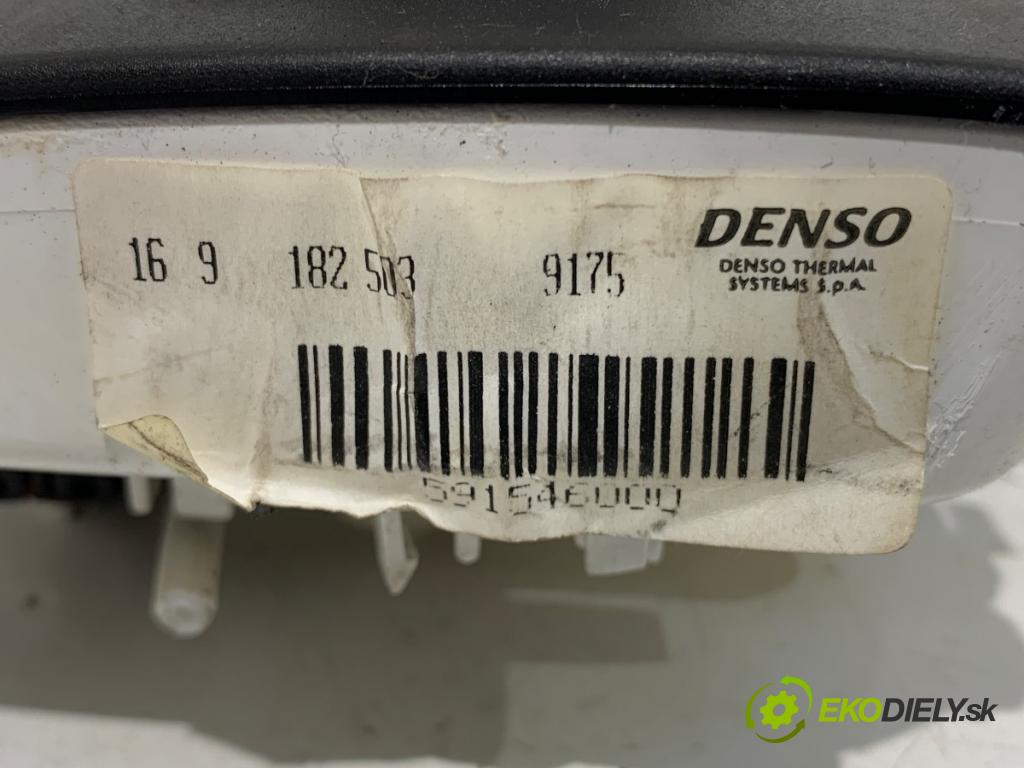 16 9 182 503 9175
DENSO
DENSO THERMAL
SYSTEMS S.p.A.
591546000
EKODIELY.sk